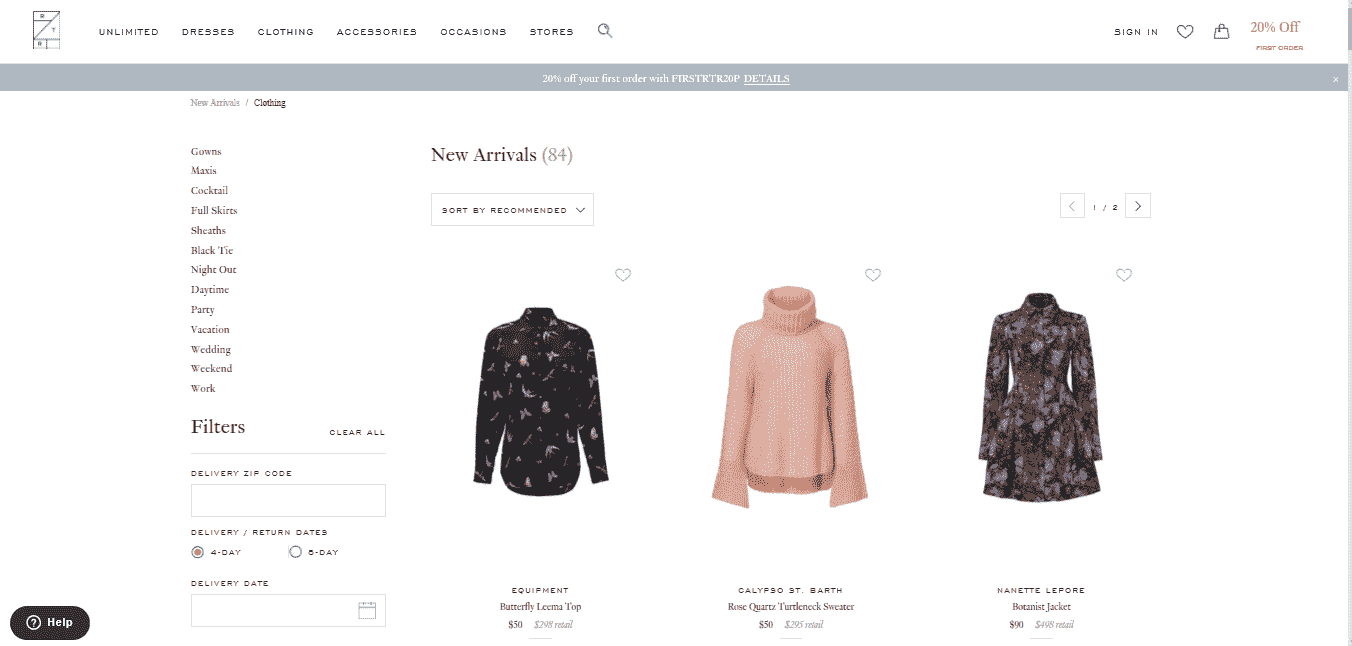 R
T
R
UNLIMITED DRESSES CLOTHING ACCESSORIES OCCASIONS STORES
SIGN IN
20% Off
FIRST ORDER
20% off your first order with FIRSTRTR20P DETAILS
×
New Arrivals / Clothing
Gowns
Maxis
Cocktail
Full Skirts
Sheaths
Black Tie
Night Out
Daytime
Party
Vacation
Wedding
Weekend
Work
Filters
CLEAR ALL
DELIVERY ZIP CODE
DELIVERY / RETURN DATES
4-DAY 8-DAY
DELIVERY DATE
Help
New Arrivals (84)
SORT BY RECOMMENDED
1 / 2
EQUIPMENT
Butterfly Leema Top
$50 $298 retail
CALYPSO ST. BARTH
Rose Quartz Turtleneck Sweater
$50 $295 retail
NANETTE LEPORE
Botanist Jacket
$90 $498 retail